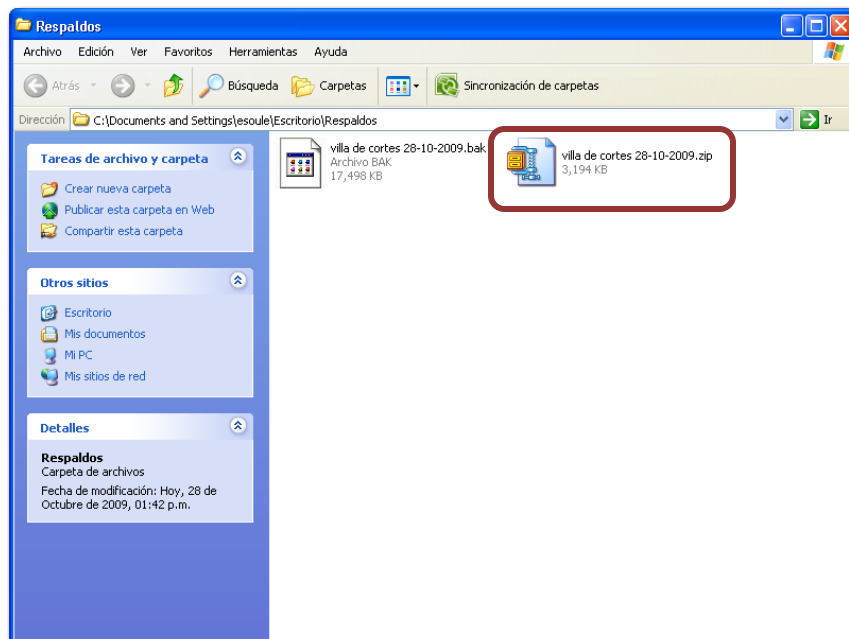 Respaldos
Archivo Edición Ver Favoritos Herramientas Ayuda
Atrás Búsqueda Carpetas Sincronización de carpetas
Dirección C:\Documents and Settings\esoule\Escritorio\Respaldos Ir
Tareas de archivo y carpeta
Crear nueva carpeta
Publicar esta carpeta en Web
Compartir esta carpeta
Otros sitios
Escritorio
Mis documentos
Mi PC
Mis sitios de red
Detalles
Respaldos
Carpeta de archivos
Fecha de modificación: Hoy, 28 de
Octubre de 2009, 01:42 p.m.
villa de cortes 28-10-2009.bak
Archivo BAK
17,498 KB
villa de cortes 28-10-2009.zip
3,194 KB